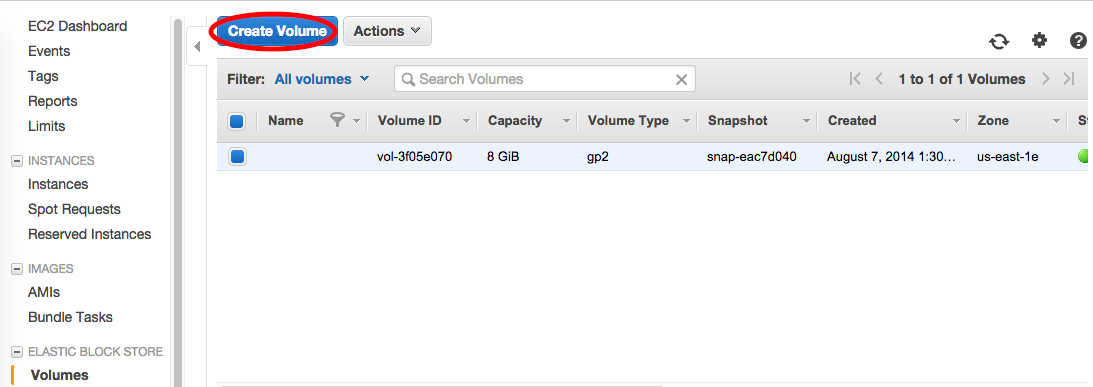 EC2 Dashboard
Events
Tags
Reports
Limits
INSTANCES
Instances
Spot Requests
Reserved Instances
IMAGES
AMIs
Bundle Tasks
ELASTIC BLOCK STORE
Volumes
Create Volume Actions
Filter: All volumes Search Volumes 1 to 1 of 1 Volumes
Name Volume ID Capacity Volume Type Snapshot Created Zone
vol-3f05e070 8 GiB gp2 snap-eac7d040 August 7, 2014 1:30... us-east-1e